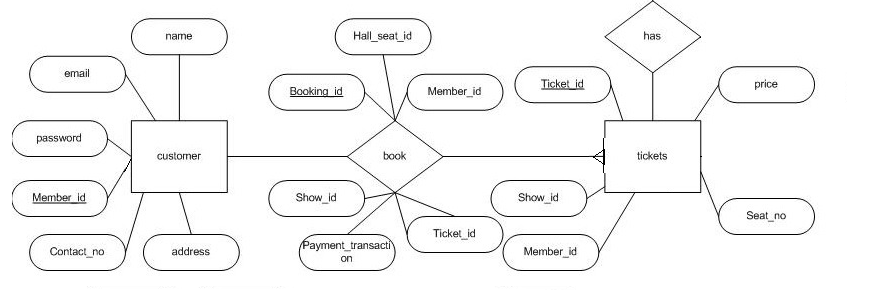 name
Hall_seat_id
has
email
Booking_id
Member_id
Ticket_id
price
password
customer
book
tickets
Member_id
Show_id
Show_id
Seat_no
Ticket_id
Contact_no
address
Payment_transacti
on
Member_id